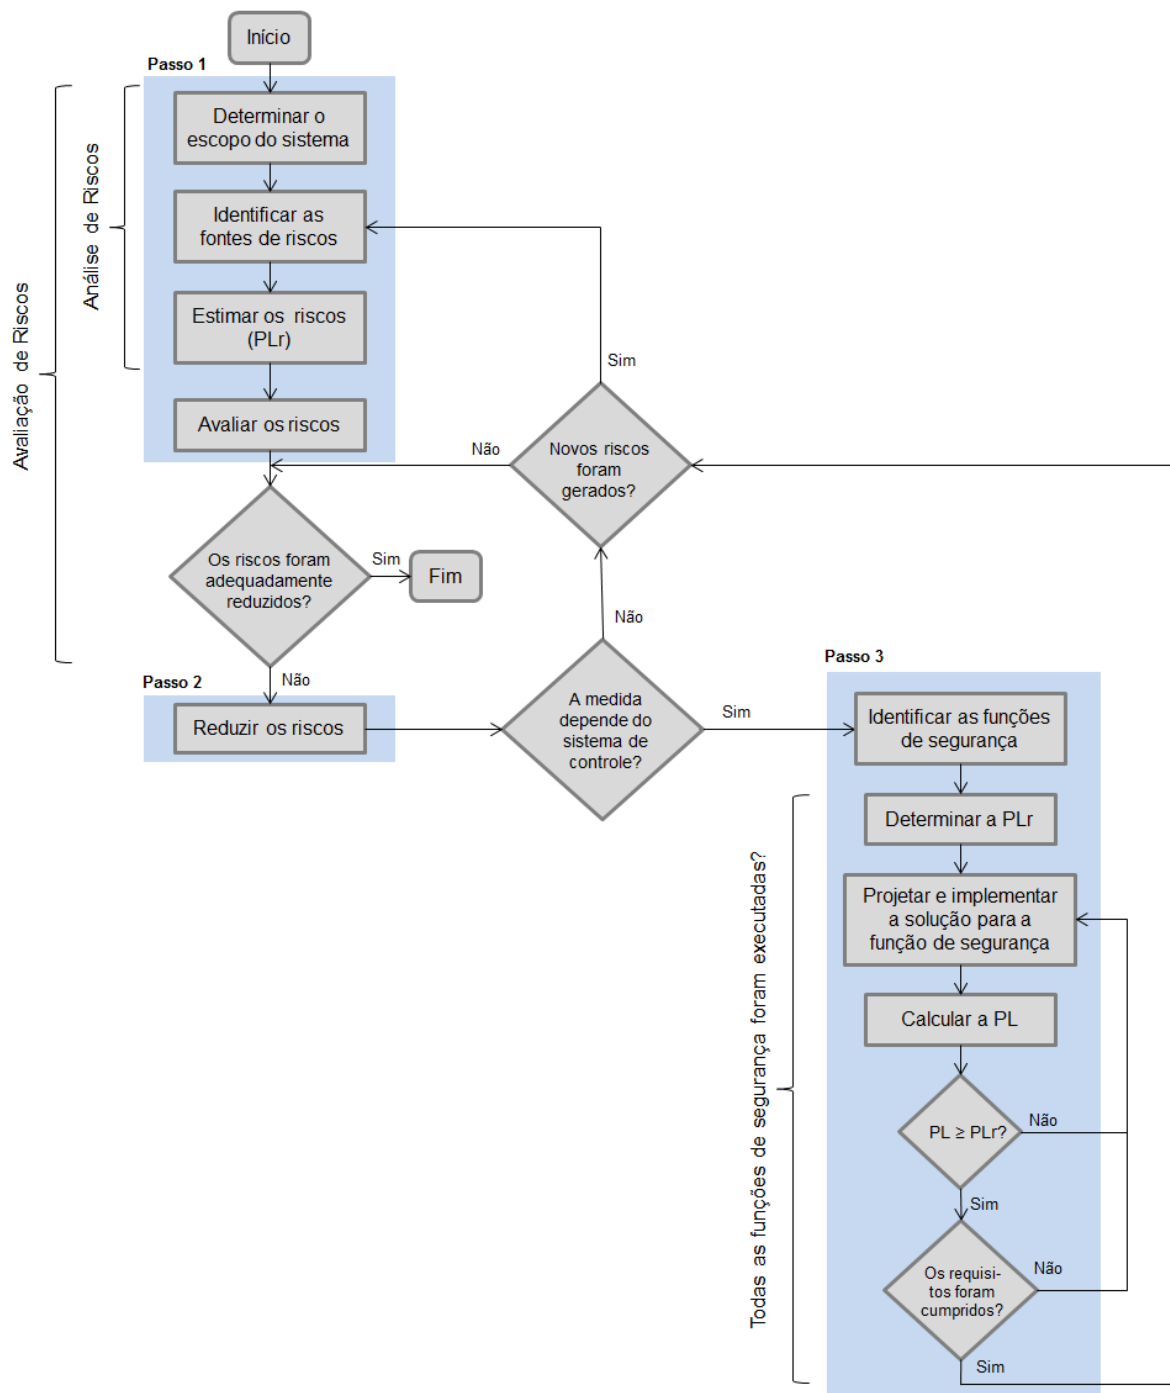 Início
Passo 1
Determinar o
escopo do sistema
Identificar as
fontes de riscos
Estimar os riscos
(PLr)
Avaliar os riscos
Análise de Riscos
Avaliação de Riscos
Sim
Não
Novos riscos
foram
gerados?
Os riscos foram
adequadamente
reduzidos?
Sim
Fim
Não
Não
Passo 2
Reduzir os riscos
A medida
depende do
sistema de
controle?
Sim
Passo 3
Identificar as funções
de segurança
Determinar a PLr
Projetar e implementar
a solução para a
função de segurança
Calcular a PL
PL ≥ PLr?
Não
Sim
Os requisi-
tos foram
cumpridos?
Não
Sim
Todas as funções de segurança foram executadas?